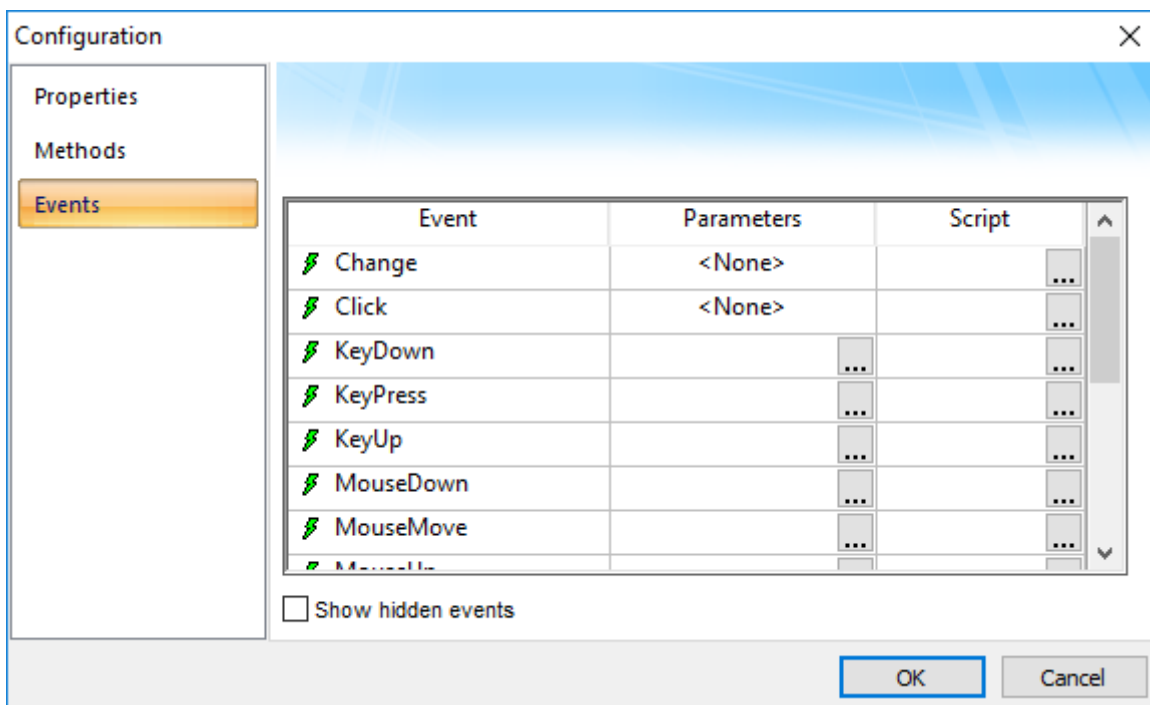 Configuration
Properties
Methods
Events
Event Parameters Script
Change <None> ...
Click <None> ...
KeyDown ... ...
KeyPress ... ...
KeyUp ... ...
MouseDown ... ...
MouseMove ... ...
MouseUp ... ...
Show hidden events
OK Cancel